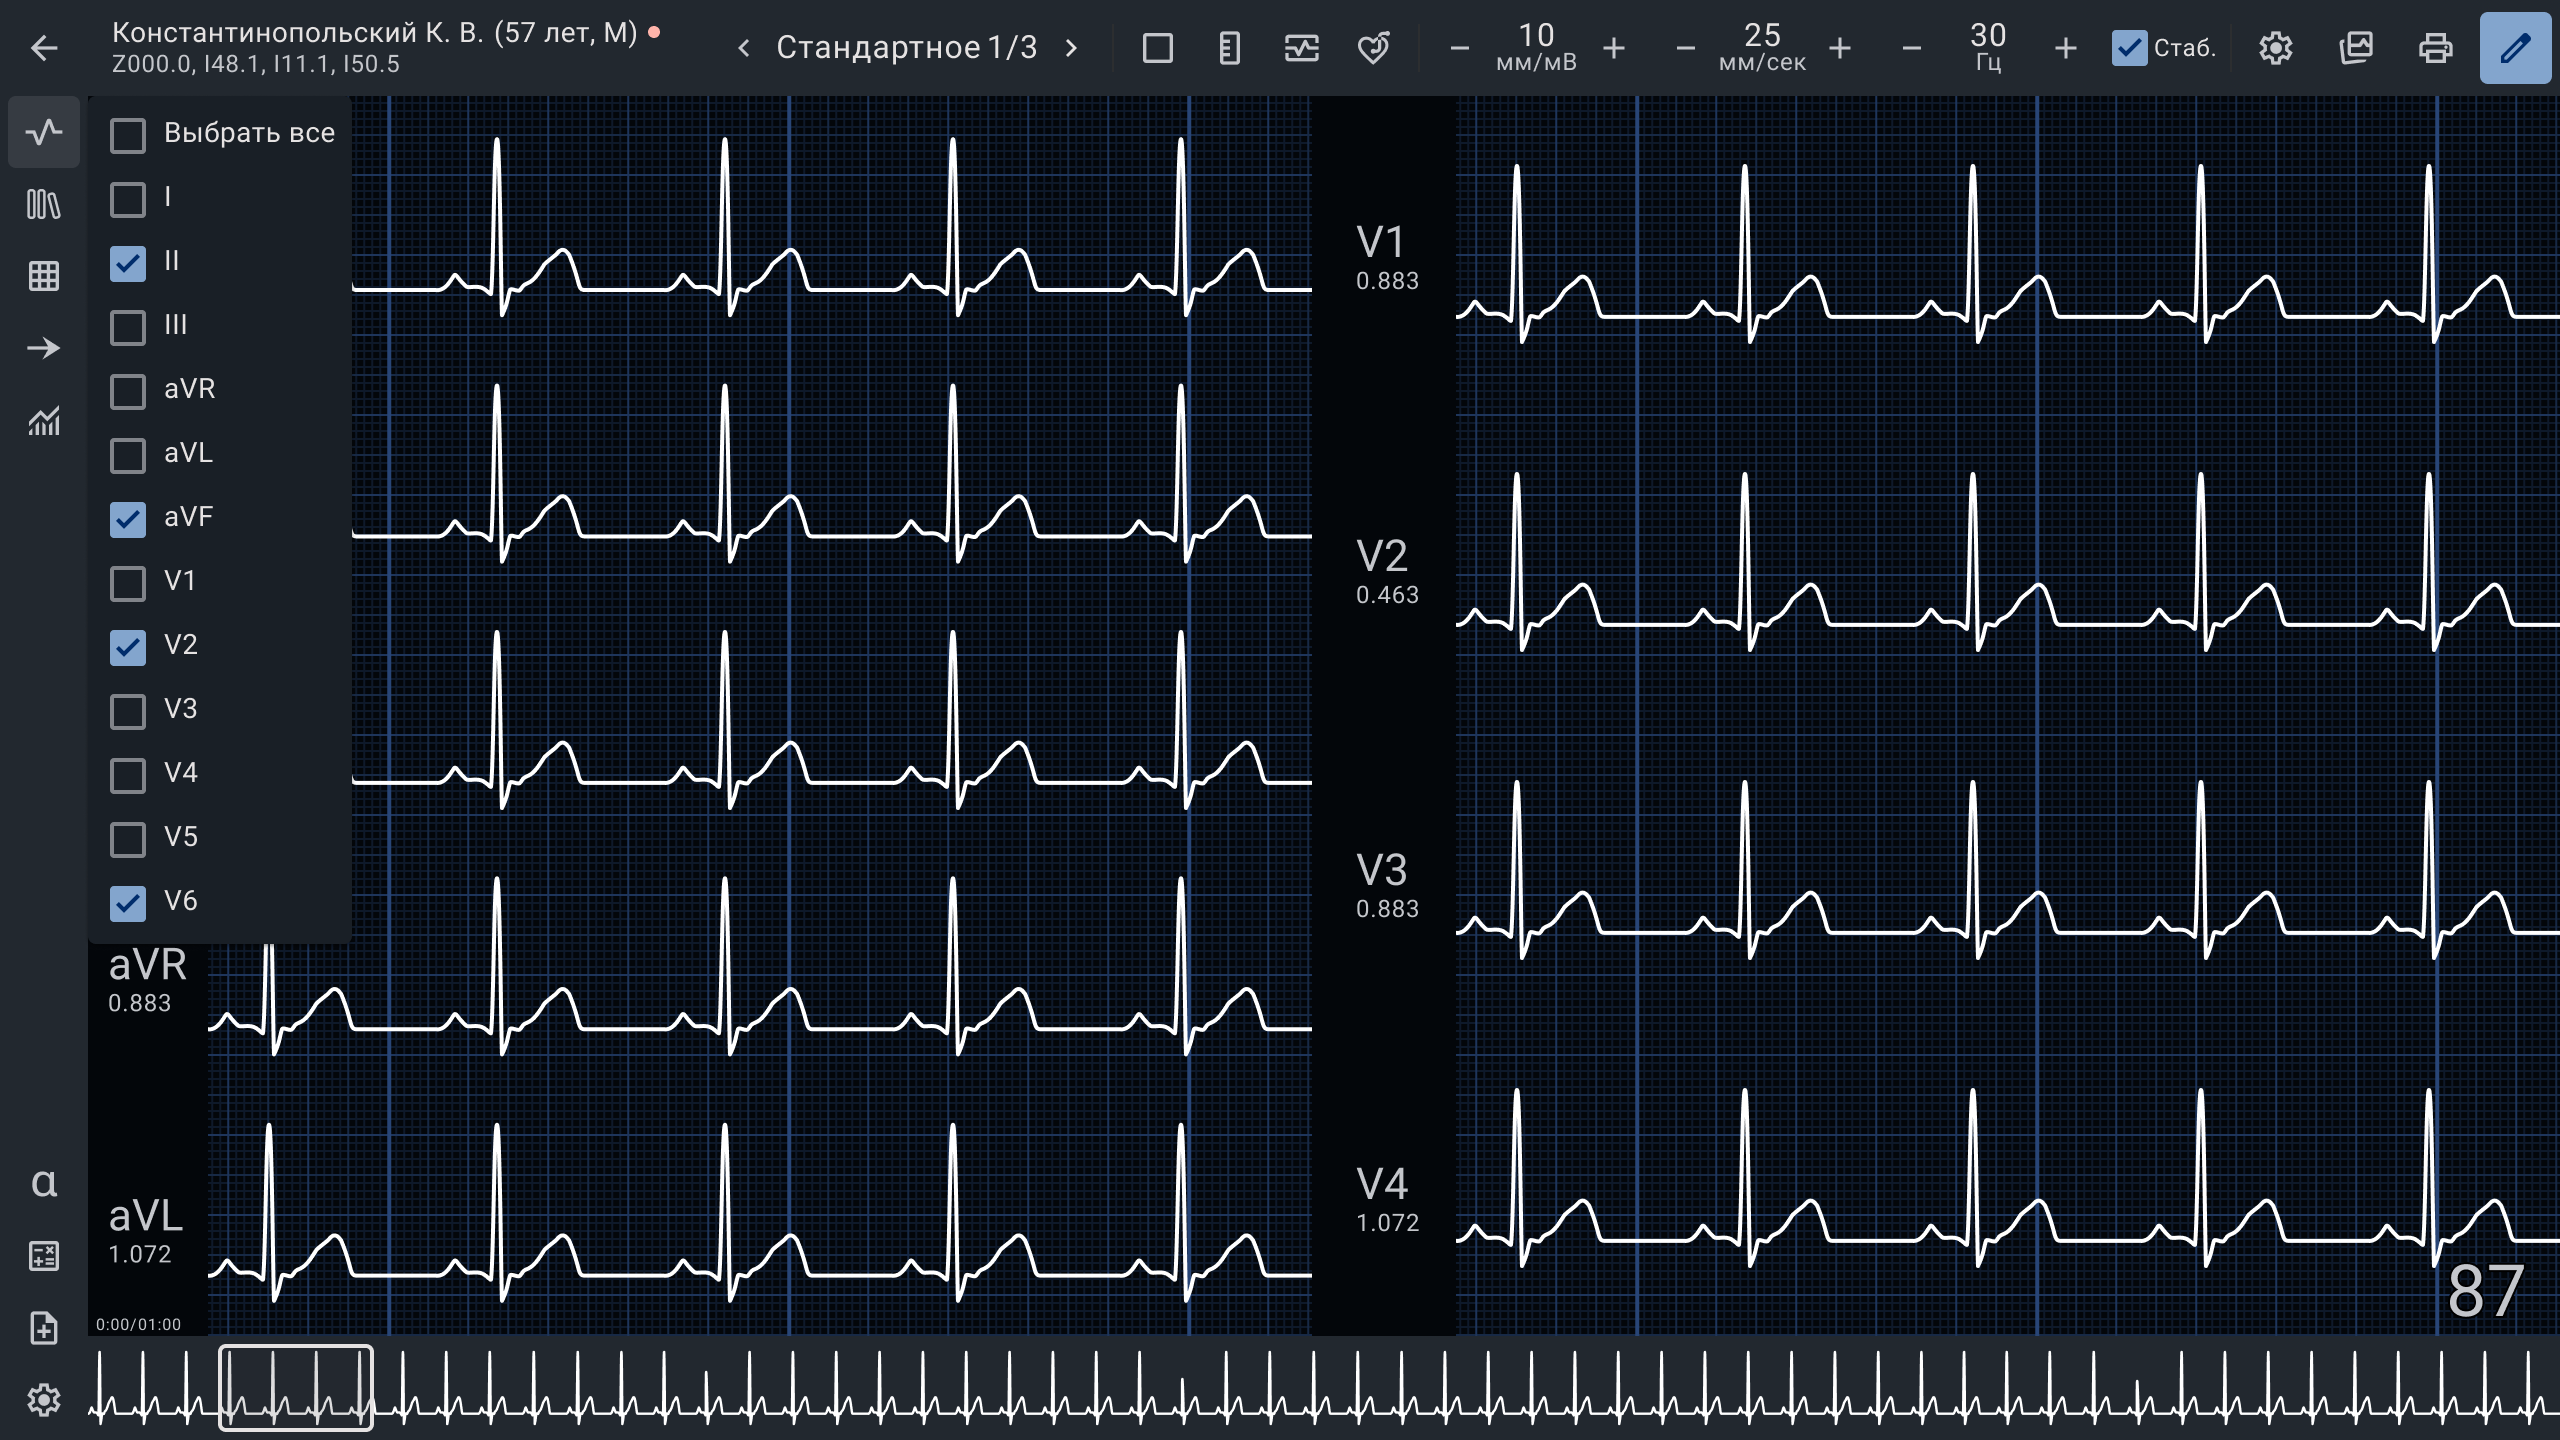 Константинопольский К. В. (57 лет, М)
Z000.0, I48.1, I11.1, I50.5
Стандартное 1/3
10
мм/мВ
25
мм/сек
30
Гц
Стаб.
Выбрать все
I
II
III
aVR
aVL
aVF
V1
V2
V3
V4
V5
V6
aVR
0.883
aVL
1.072
0:00/01:00
V1
0.883
V2
0.463
V3
0.883
V4
1.072
87
α